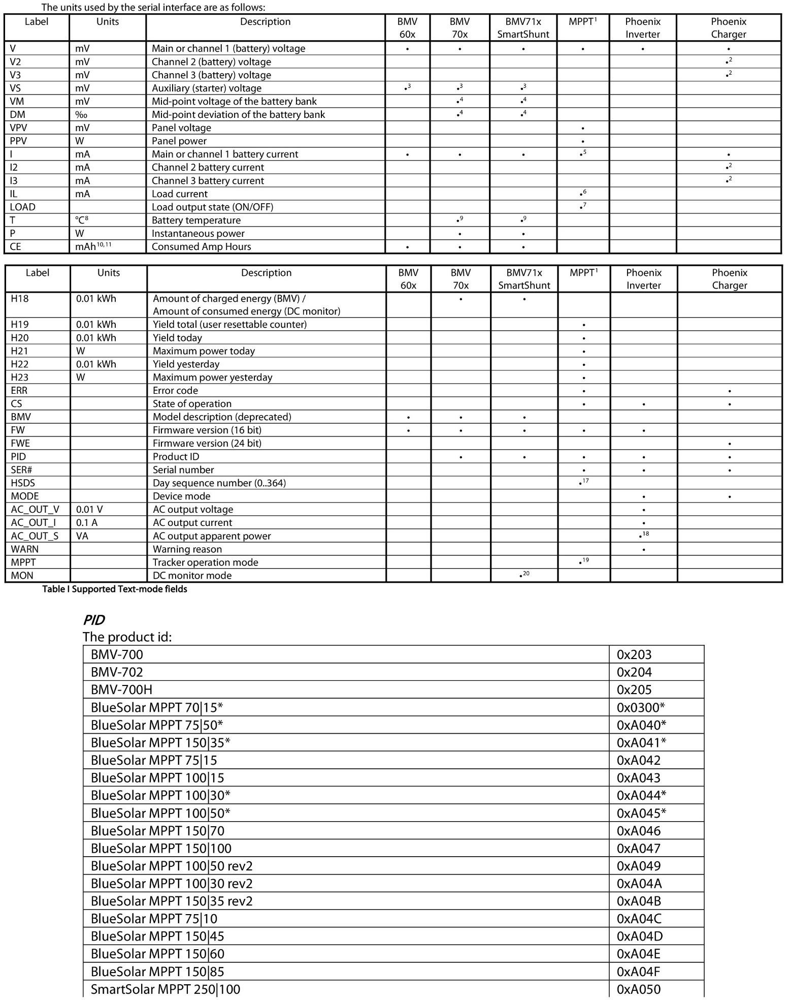 The units used by the serial interface are as follows:
Label Units Description BMV 60x BMV 70x BMV71x SmartShunt MPPT¹ Phoenix Inverter Phoenix Charger
V mV Main or channel 1 (battery) voltage • • • • • •
V2 mV Channel 2 (battery) voltage •²
V3 mV Channel 3 (battery) voltage •²
VS mV Auxiliary (starter) voltage •³ •³ •³
VM mV Mid-point voltage of the battery bank •⁴ •⁴
DM ‰ Mid-point deviation of the battery bank •⁴ •⁴
VPV mV Panel voltage •
PPV W Panel power •
I mA Main or channel 1 battery current • • • •⁵ •
I2 mA Channel 2 battery current •²
I3 mA Channel 3 battery current •²
IL mA Load current •⁶
LOAD Load output state (ON/OFF) •⁷
T °C⁸ Battery temperature •⁹ •⁹
P W Instantaneous power • •
CE mAh¹⁰,¹¹ Consumed Amp Hours • • •
Label Units Description BMV 60x BMV 70x BMV71x SmartShunt MPPT¹ Phoenix Inverter Phoenix Charger
H18 0.01 kWh Amount of charged energy (BMV) / • •
Amount of consumed energy (DC monitor)
H19 0.01 kWh Yield total (user resettable counter) •
H20 0.01 kWh Yield today •
H21 W Maximum power today •
H22 0.01 kWh Yield yesterday •
H23 W Maximum power yesterday •
ERR Error code • •
CS State of operation • • •
BMV Model description (deprecated) • • •
FW Firmware version (16 bit) • • • • •
FWE Firmware version (24 bit) •
PID Product ID • • • • •
SER# Serial number • • •
HSDS Day sequence number (0..364) •¹⁷
MODE Device mode • •
AC_OUT_V 0.01 V AC output voltage •
AC_OUT_I 0.1 A AC output current •
AC_OUT_S VA AC output apparent power •¹⁸
WARN Warning reason •
MPPT Tracker operation mode •¹⁹
MON DC monitor mode •²⁰
Table I Supported Text-mode fields
PID
The product id:
BMV-700 0x203
BMV-702 0x204
BMV-700H 0x205
BlueSolar MPPT 70|15* 0x0300*
BlueSolar MPPT 75|50* 0xA040*
BlueSolar MPPT 150|35* 0xA041*
BlueSolar MPPT 75|15 0xA042
BlueSolar MPPT 100|15 0xA043
BlueSolar MPPT 100|30* 0xA044*
BlueSolar MPPT 100|50* 0xA045*
BlueSolar MPPT 150|70 0xA046
BlueSolar MPPT 150|100 0xA047
BlueSolar MPPT 100|50 rev2 0xA049
BlueSolar MPPT 100|30 rev2 0xA04A
BlueSolar MPPT 150|35 rev2 0xA04B
BlueSolar MPPT 75|10 0xA04C
BlueSolar MPPT 150|45 0xA04D
BlueSolar MPPT 150|60 0xA04E
BlueSolar MPPT 150|85 0xA04F
SmartSolar MPPT 250|100 0xA050